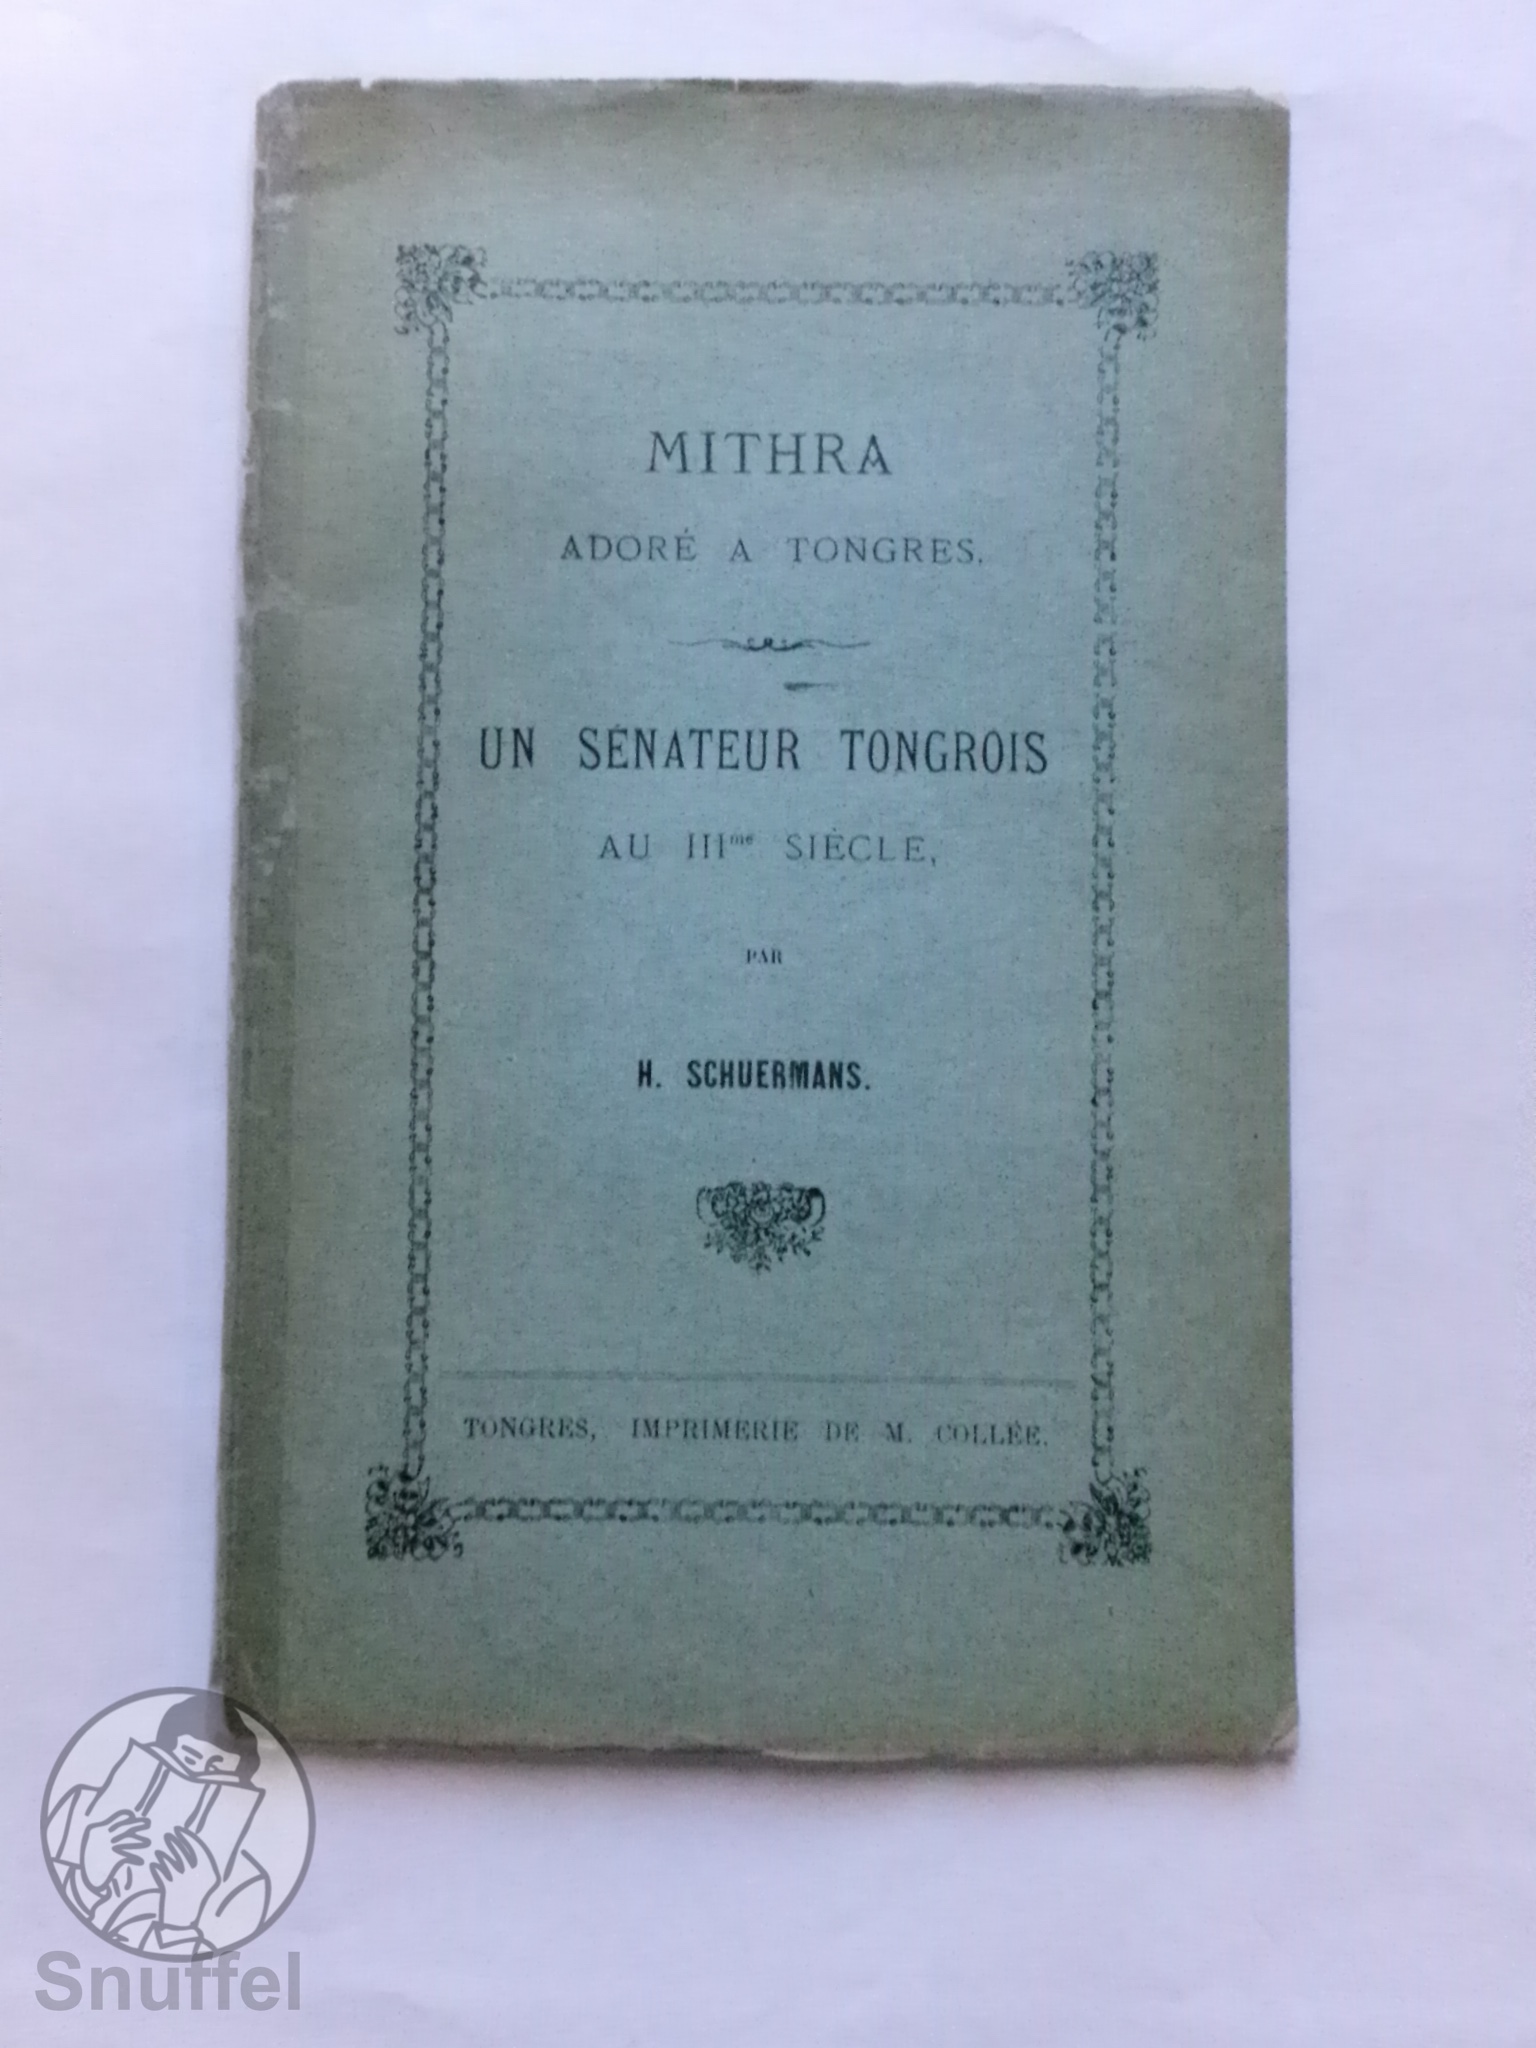 MITHRA
ADORÉ A TONGRES.
UN SÉNATEUR TONGROIS
AU IIIme SIÈCLE,
PAR
H. SCHUERMANS.
TONGRES, IMPRIMERIE DE M. COLLÉE.
Snuffel